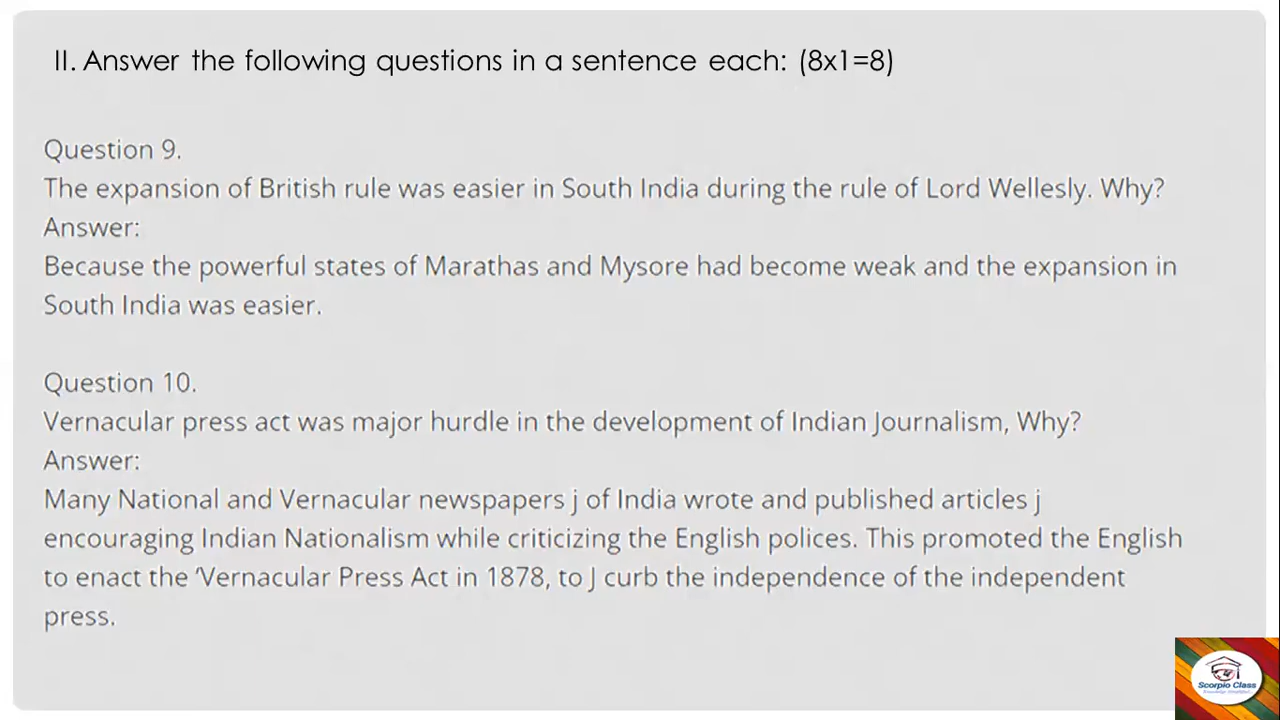 II. Answer the following questions in a sentence each: (8x1=8)
Question 9.
The expansion of British rule was easier in South India during the rule of Lord Wellesly. Why?
Answer:
Because the powerful states of Marathas and Mysore had become weak and the expansion in
South India was easier.
Question 10.
Vernacular press act was major hurdle in the development of Indian Journalism, Why?
Answer:
Many National and Vernacular newspapers j of India wrote and published articles j
encouraging Indian Nationalism while criticizing the English polices. This promoted the English
to enact the ‘Vernacular Press Act in 1878, to J curb the independence of the independent
press.
Scorpio Class